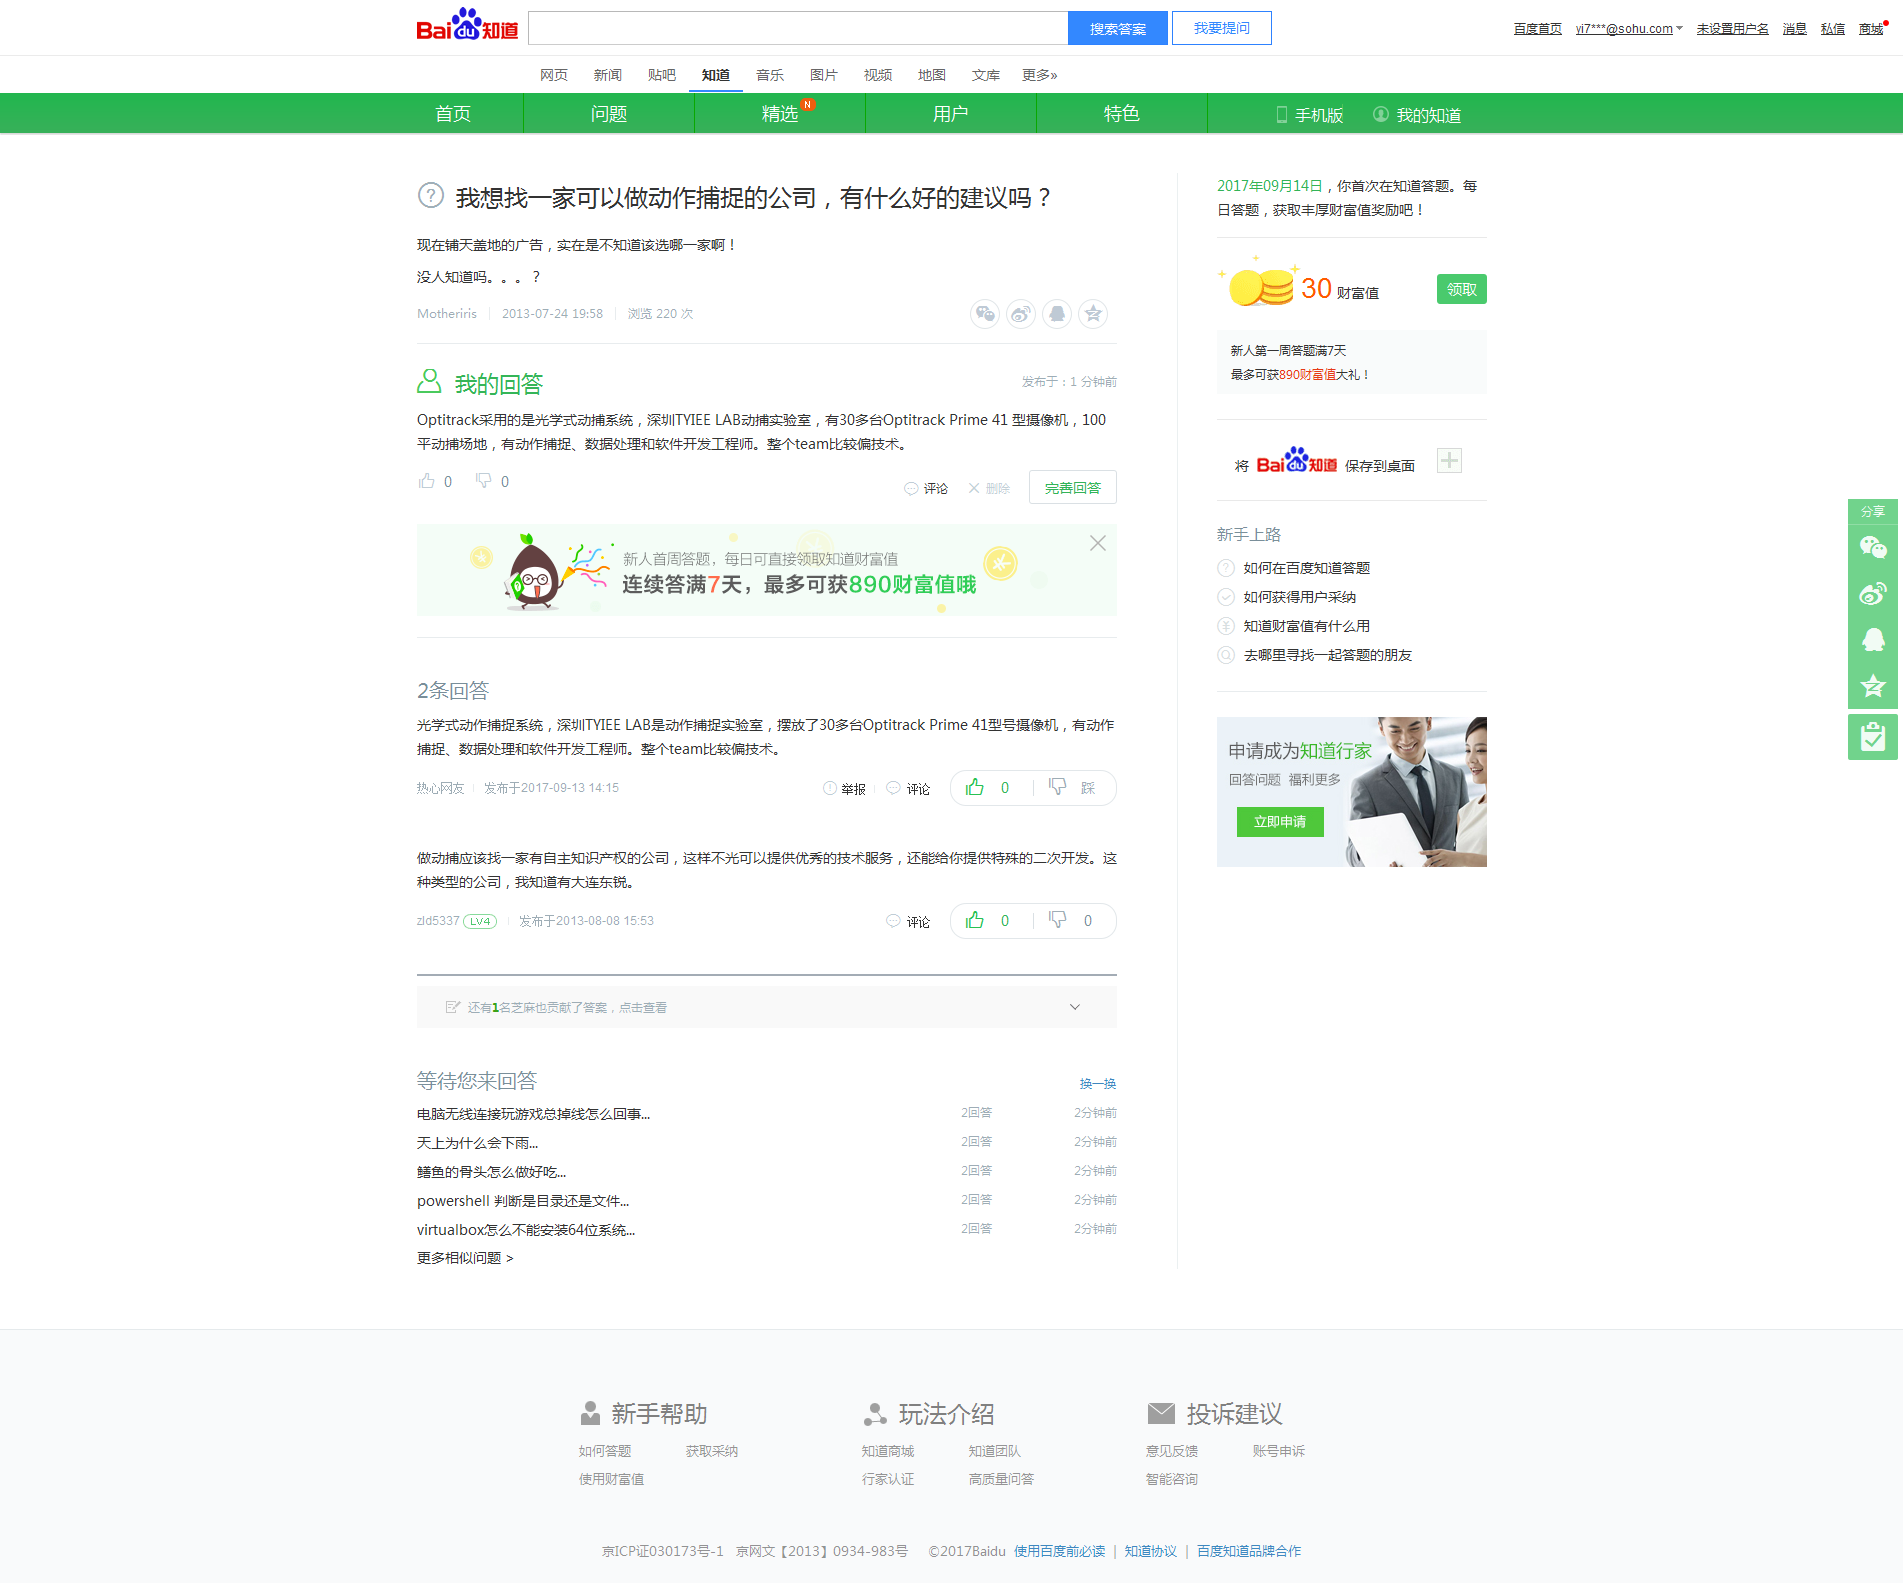 Baidu知道
搜索答案
我要提问
百度首页
vi7***@sohu.com
未设置用户名
消息
私信
商城
网页
新闻
贴吧
知道
音乐
图片
视频
地图
文库
更多»
首页
问题
精选
N
用户
特色
手机版
我的知道
我想找一家可以做动作捕捉的公司，有什么好的建议吗？
现在铺天盖地的广告，实在是不知道该选哪一家啊！
没人知道吗。。。？
Motheriris
2013-07-24 19:58
浏览 220 次
我的回答
发布于：1 分钟前
Optitrack采用的是光学式动捕系统，深圳TYIEE LAB动捕实验室，有30多台Optitrack Prime 41 型摄像机，100
平动捕场地，有动作捕捉、数据处理和软件开发工程师。整个team比较偏技术。
0
0
评论
删除
完善回答
新人首周答题，每日可直接领取知道财富值
连续答满7天，最多可获890财富值哦
2条回答
光学式动作捕捉系统，深圳TYIEE LAB是动作捕捉实验室，摆放了30多台Optitrack Prime 41型号摄像机，有动作
捕捉、数据处理和软件开发工程师。整个team比较偏技术。
热心网友
发布于2017-09-13 14:15
举报
评论
0
踩
做动捕应该找一家有自主知识产权的公司，这样不光可以提供优秀的技术服务，还能给你提供特殊的二次开发。这
种类型的公司，我知道有大连东锐。
zld5337
LV4
发布于2013-08-08 15:53
评论
0
0
还有1名芝麻也贡献了答案，点击查看
等待您来回答
换一换
电脑无线连接玩游戏总掉线怎么回事...
2回答
2分钟前
天上为什么会下雨...
2回答
2分钟前
鳝鱼的骨头怎么做好吃...
2回答
2分钟前
powershell 判断是目录还是文件...
2回答
2分钟前
virtualbox怎么不能安装64位系统...
2回答
2分钟前
更多相似问题 >
2017年09月14日，你首次在知道答题。每
日答题，获取丰厚财富值奖励吧！
30 财富值
领取
新人第一周答题满7天
最多可获890财富值大礼！
将 Baidu知道 保存到桌面
新手上路
如何在百度知道答题
如何获得用户采纳
知道财富值有什么用
去哪里寻找一起答题的朋友
申请成为知道行家
回答问题 福利更多
立即申请
分享
新手帮助
如何答题
获取采纳
使用财富值
玩法介绍
知道商城
知道团队
行家认证
高质量问答
投诉建议
意见反馈
账号申诉
智能咨询
京ICP证030173号-1 京网文【2013】0934-983号 ©2017Baidu 使用百度前必读 | 知道协议 | 百度知道品牌合作